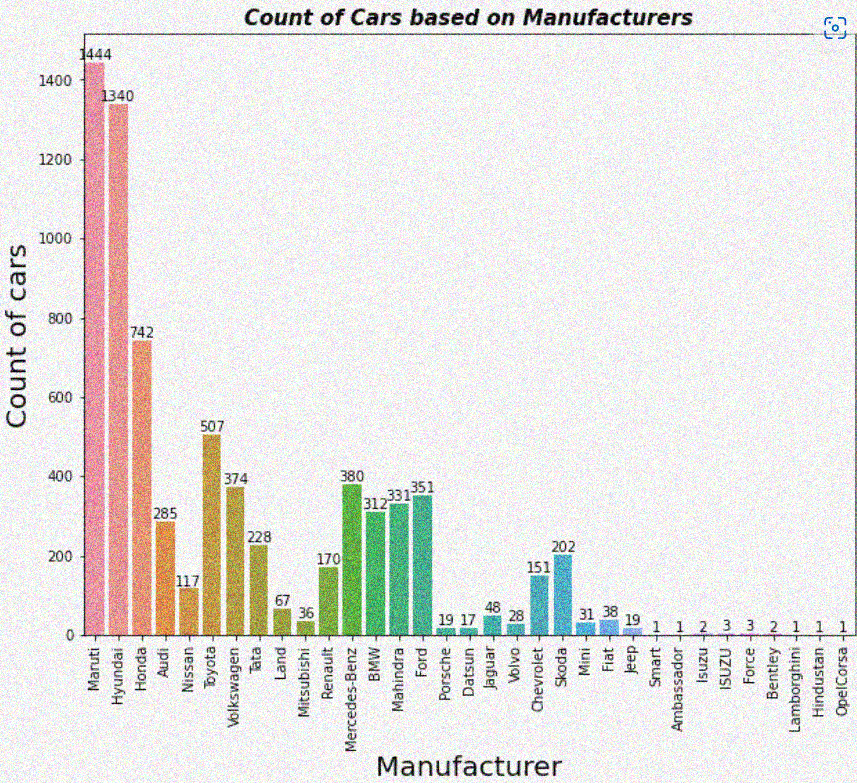 Count of Cars based on Manufacturers
Count of cars
1400
1200
1000
800
600
400
200
0
1444
1340
742
285
117
507
374
228
67
36
170
380
312
331
351
19
17
48
28
151
202
31
38
19
1
1
2
3
3
2
1
1
1
Maruti
Hyundai
Honda
Audi
Nissan
Toyota
Volkswagen
Tata
Land
Mitsubishi
Renault
Mercedes-Benz
BMW
Mahindra
Ford
Porsche
Datsun
Jaguar
Volvo
Chevrolet
Skoda
Mini
Fiat
Jeep
Smart
Ambassador
Isuzu
ISUZU
Force
Bentley
Lamborghini
Hindustan
OpelCorsa
Manufacturer